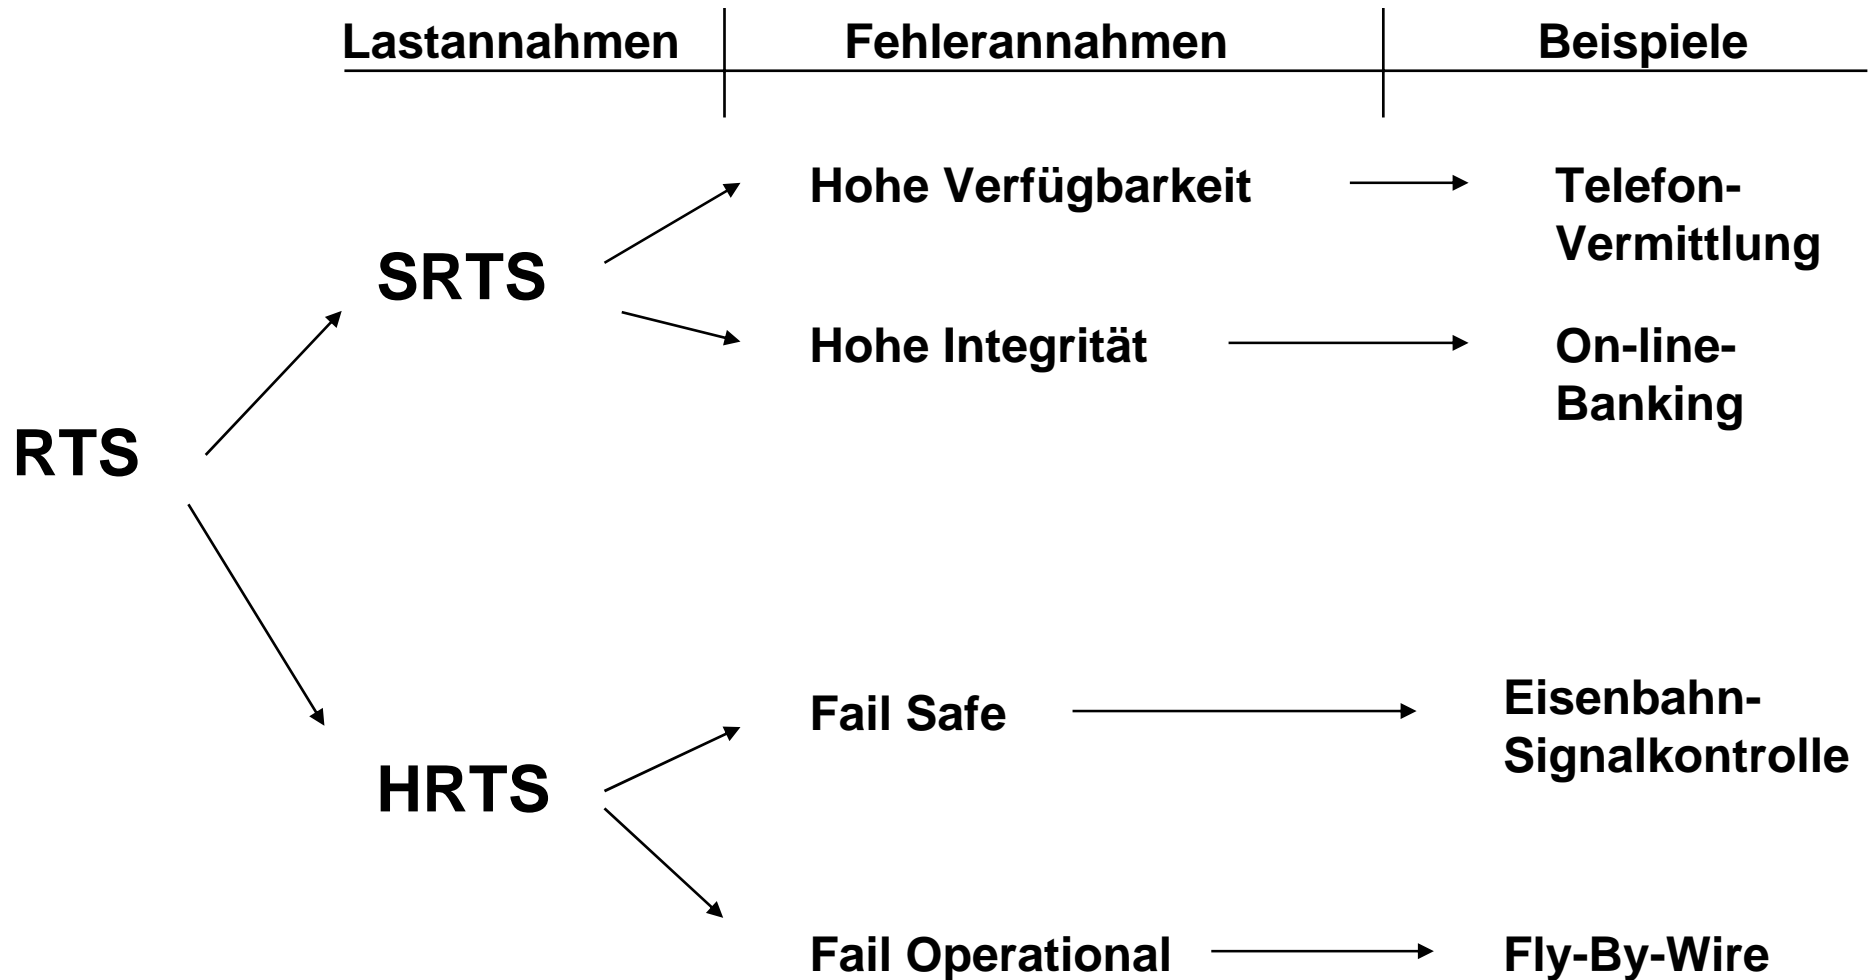 Lastannahmen Fehlerannahmen Beispiele
Hohe Verfügbarkeit Telefon-
Vermittlung
SRTS
Hohe Integrität On-line-
Banking
RTS
Fail Safe Eisenbahn-
Signalkontrolle
HRTS
Fail Operational Fly-By-Wire